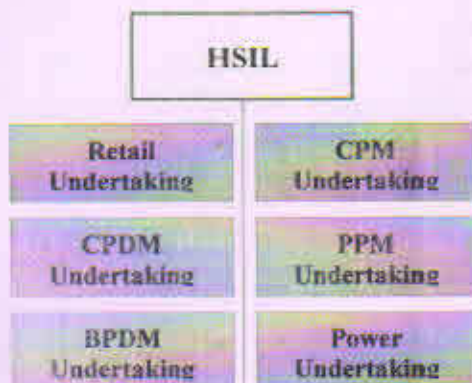 HSIL
Retail
Undertaking
CPM
Undertaking
CPDM
Undertaking
PPM
Undertaking
BPDM
Undertaking
Power
Undertaking